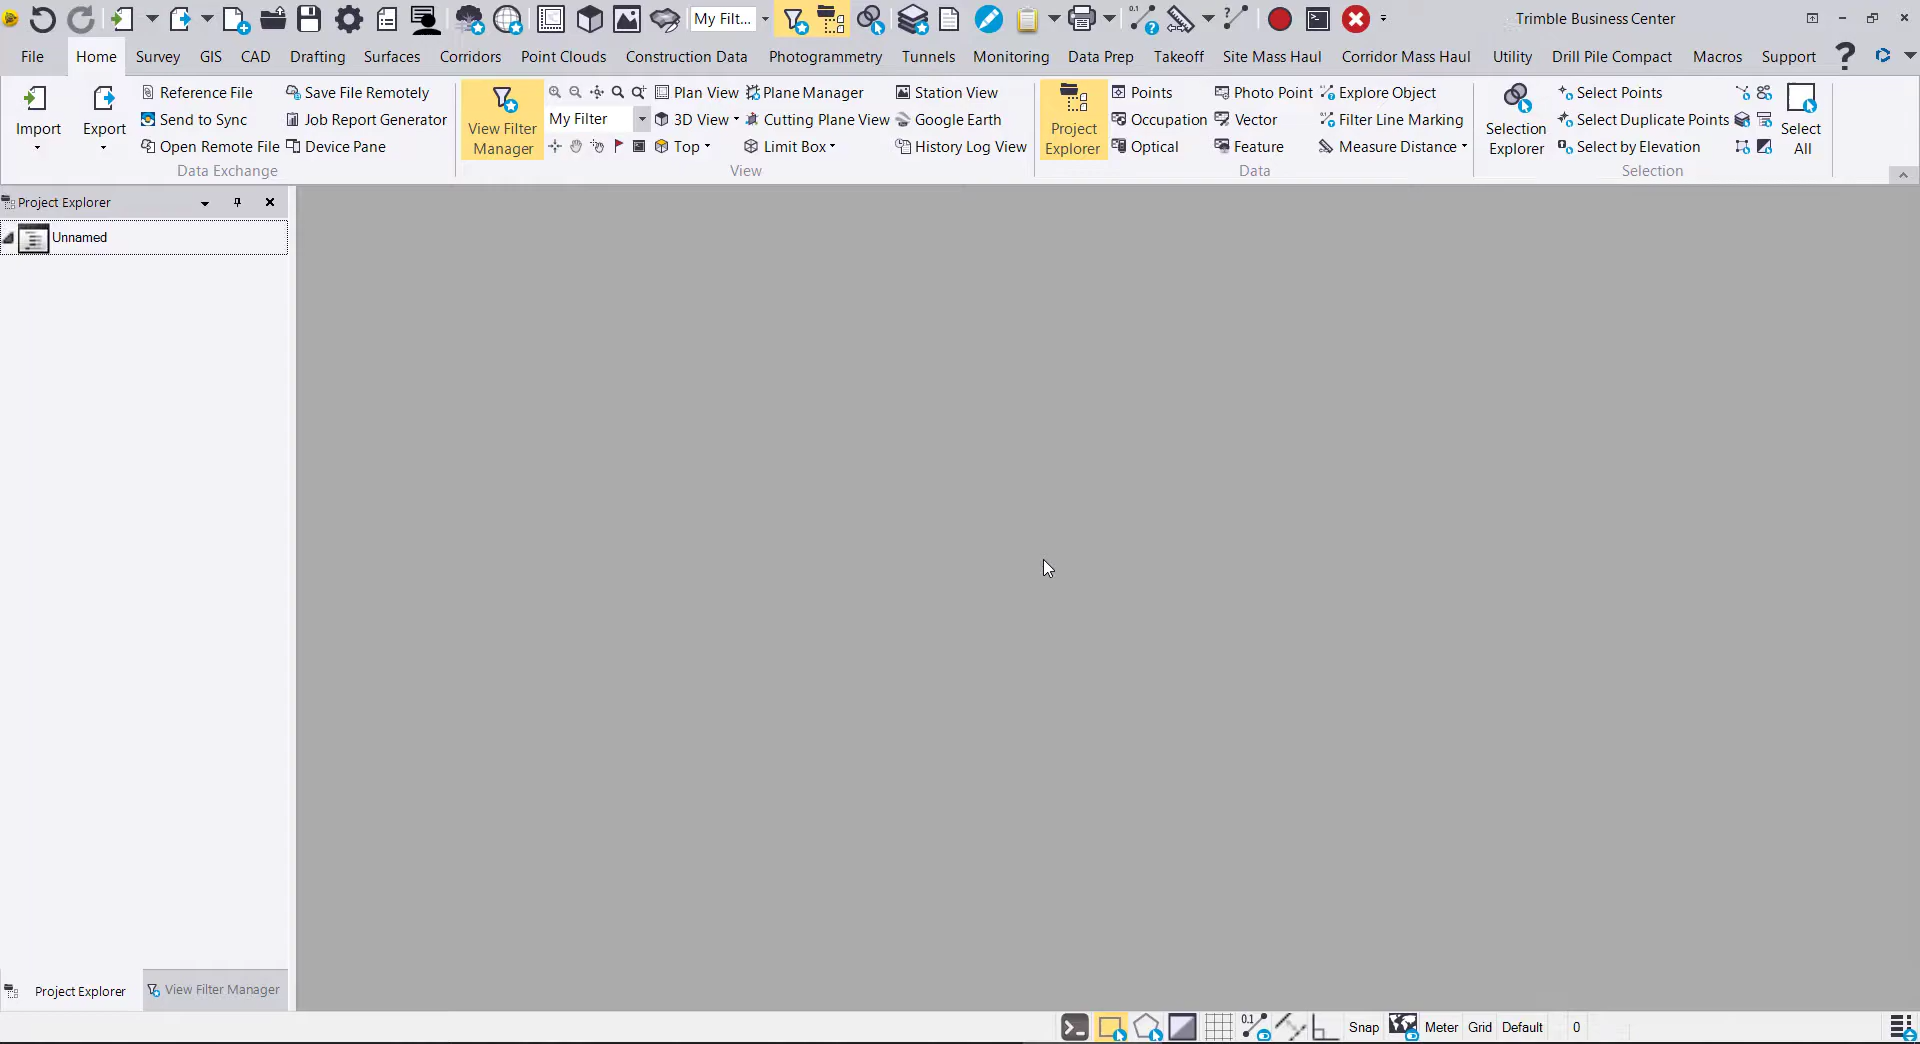 My Filt...
Trimble Business Center
File Home Survey GIS CAD Drafting Surfaces Corridors Point Clouds Construction Data Photogrammetry Tunnels Monitoring Data Prep Takeoff Site Mass Haul Corridor Mass Haul Utility Drill Pile Compact Macros Support
Import
Export
Reference File
Send to Sync
Open Remote File
Save File Remotely
Job Report Generator
Device Pane
Data Exchange
View Filter
Manager
My Filter
Plan View
3D View
Top
Plane Manager
Cutting Plane View
Limit Box
Station View
Google Earth
History Log View
View
Project
Explorer
Points
Occupation
Optical
Photo Point
Vector
Feature
Explore Object
Filter Line Marking
Measure Distance
Data
Selection
Explorer
Select Points
Select Duplicate Points
Select by Elevation
Select
All
Selection
Project Explorer
Unnamed
Project Explorer
View Filter Manager
0.1
Snap
Meter
Grid
Default
0